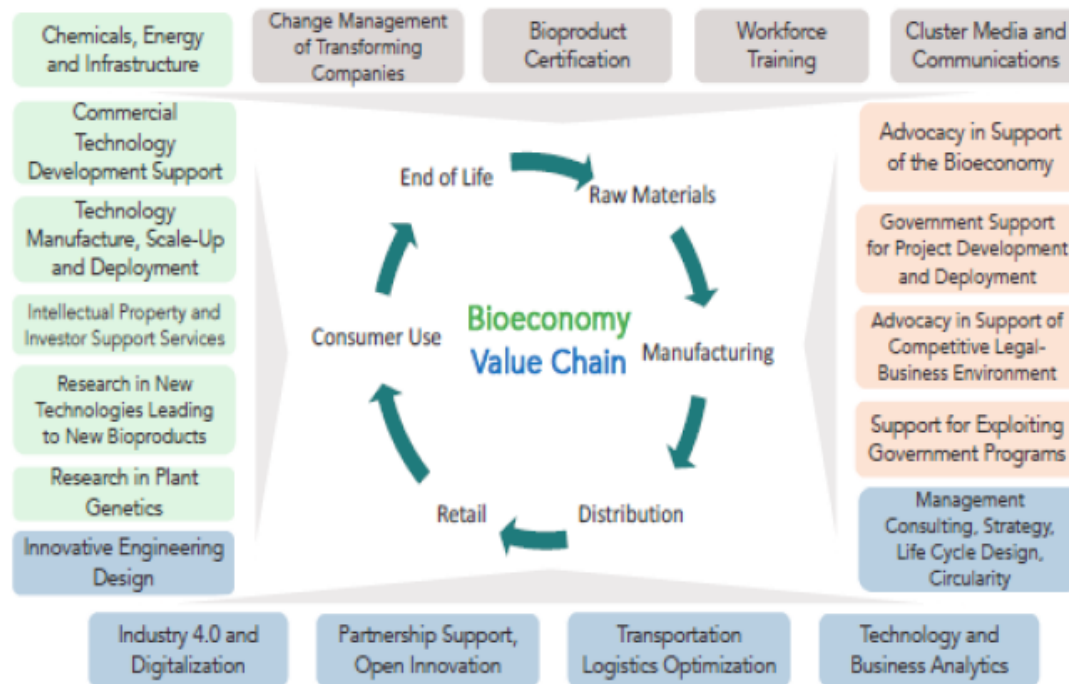 Chemicals, Energy
and Infrastructure
Change Management
of Transforming
Companies
Bioproduct
Certification
Workforce
Training
Cluster Media and
Communications
Commercial
Technology
Development Support
Technology
Manufacture, Scale-Up
and Deployment
Intellectual Property and
Investor Support Services
Research in New
Technologies Leading
to New Bioproducts
Research in Plant
Genetics
Innovative Engineering
Design
End of Life
Raw Materials
Consumer Use
Bioeconomy
Value Chain
Manufacturing
Retail
Distribution
Advocacy in Support
of the Bioeconomy
Government Support
for Project Development
and Deployment
Advocacy in Support of
Competitive Legal-
Business Environment
Support for Exploiting
Government Programs
Management
Consulting, Strategy,
Life Cycle Design,
Circularity
Industry 4.0 and
Digitalization
Partnership Support,
Open Innovation
Transportation
Logistics Optimization
Technology and
Business Analytics